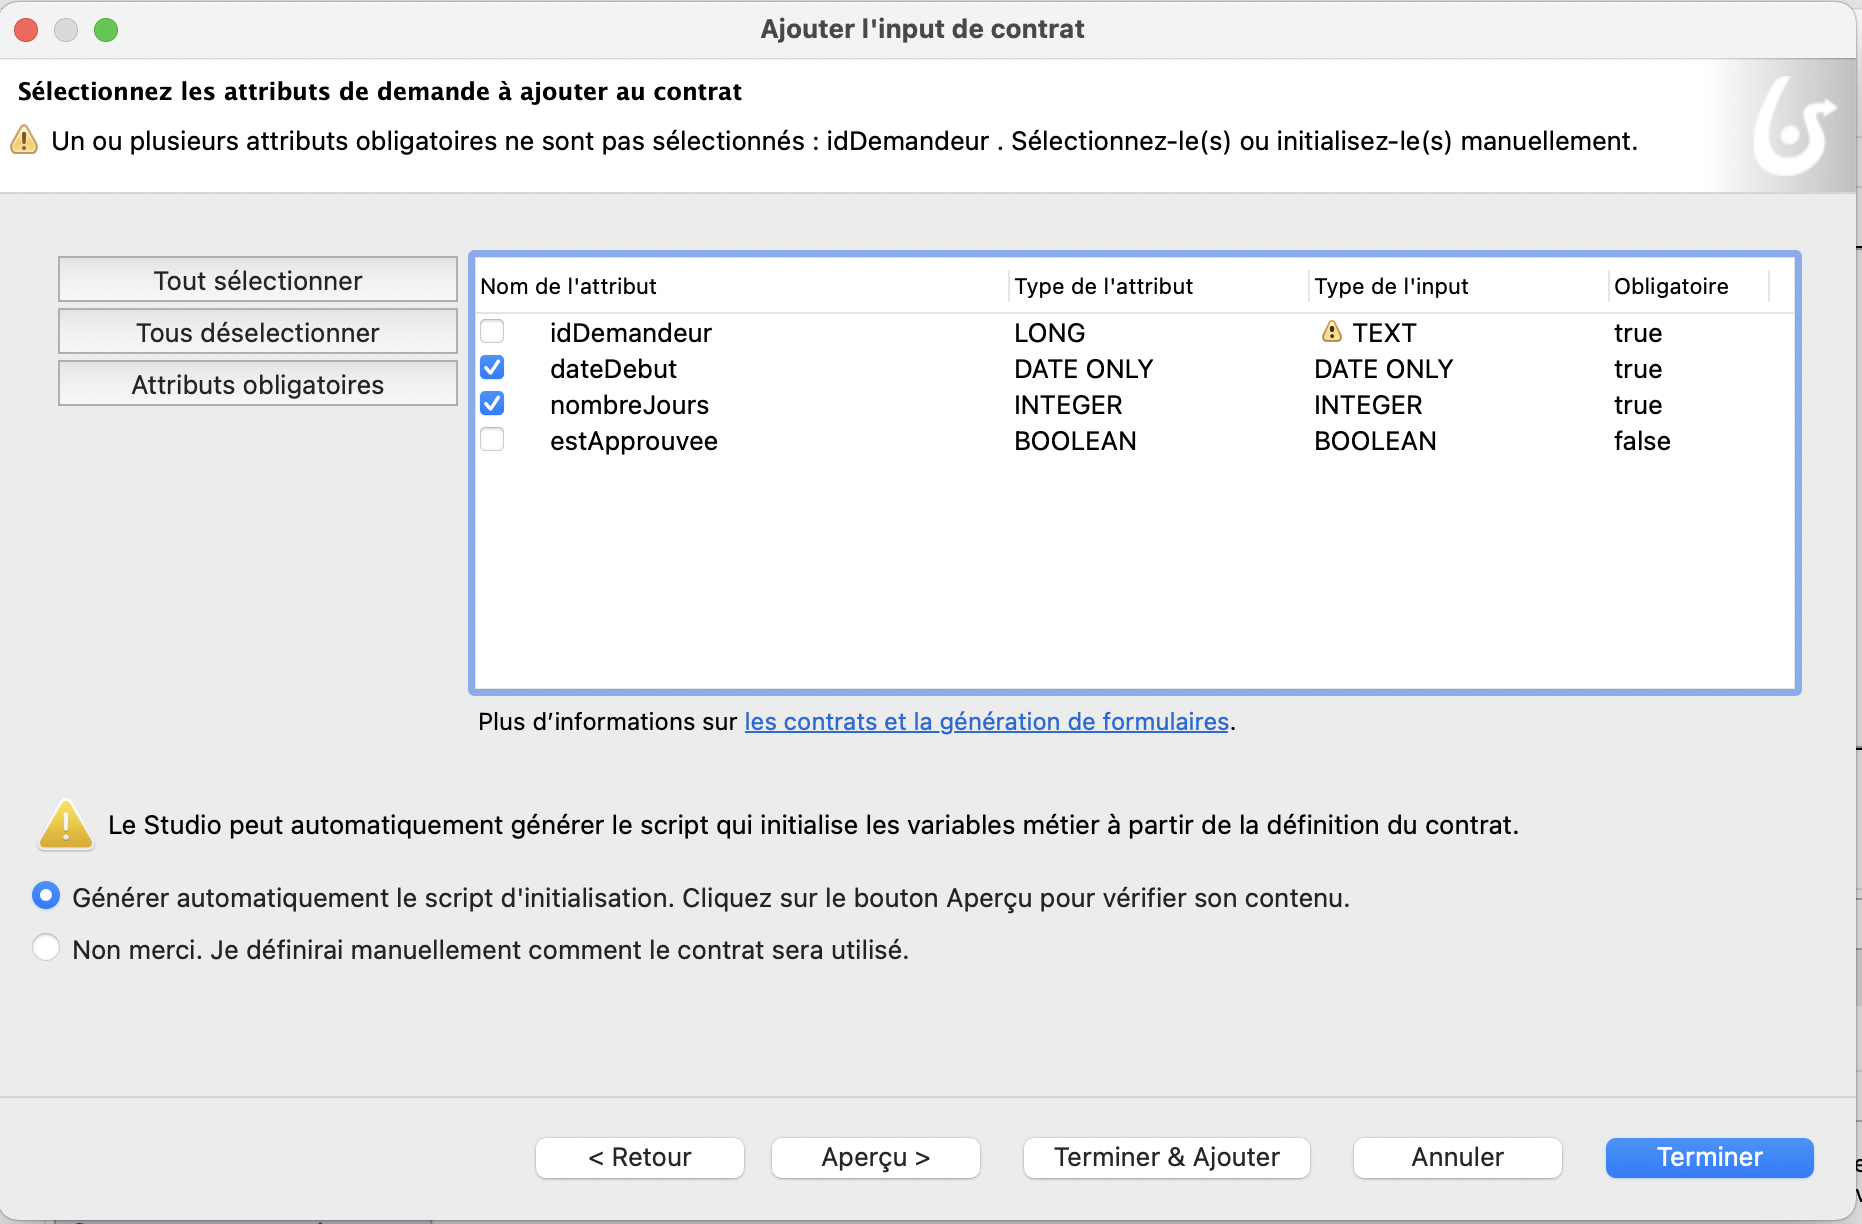 Ajouter l'input de contrat
Sélectionnez les attributs de demande à ajouter au contrat
Un ou plusieurs attributs obligatoires ne sont pas sélectionnés : idDemandeur . Sélectionnez-le(s) ou initialisez-le(s) manuellement.
Tout sélectionner
Tous déselectionner
Attributs obligatoires
Nom de l'attribut Type de l'attribut Type de l'input Obligatoire
idDemandeur LONG TEXT true
dateDebut DATE ONLY DATE ONLY true
nombreJours INTEGER INTEGER true
estApprouvee BOOLEAN BOOLEAN false
Plus d’informations sur les contrats et la génération de formulaires.
Le Studio peut automatiquement générer le script qui initialise les variables métier à partir de la définition du contrat.
Générer automatiquement le script d'initialisation. Cliquez sur le bouton Aperçu pour vérifier son contenu.
Non merci. Je définirai manuellement comment le contrat sera utilisé.
< Retour Aperçu > Terminer & Ajouter Annuler Terminer